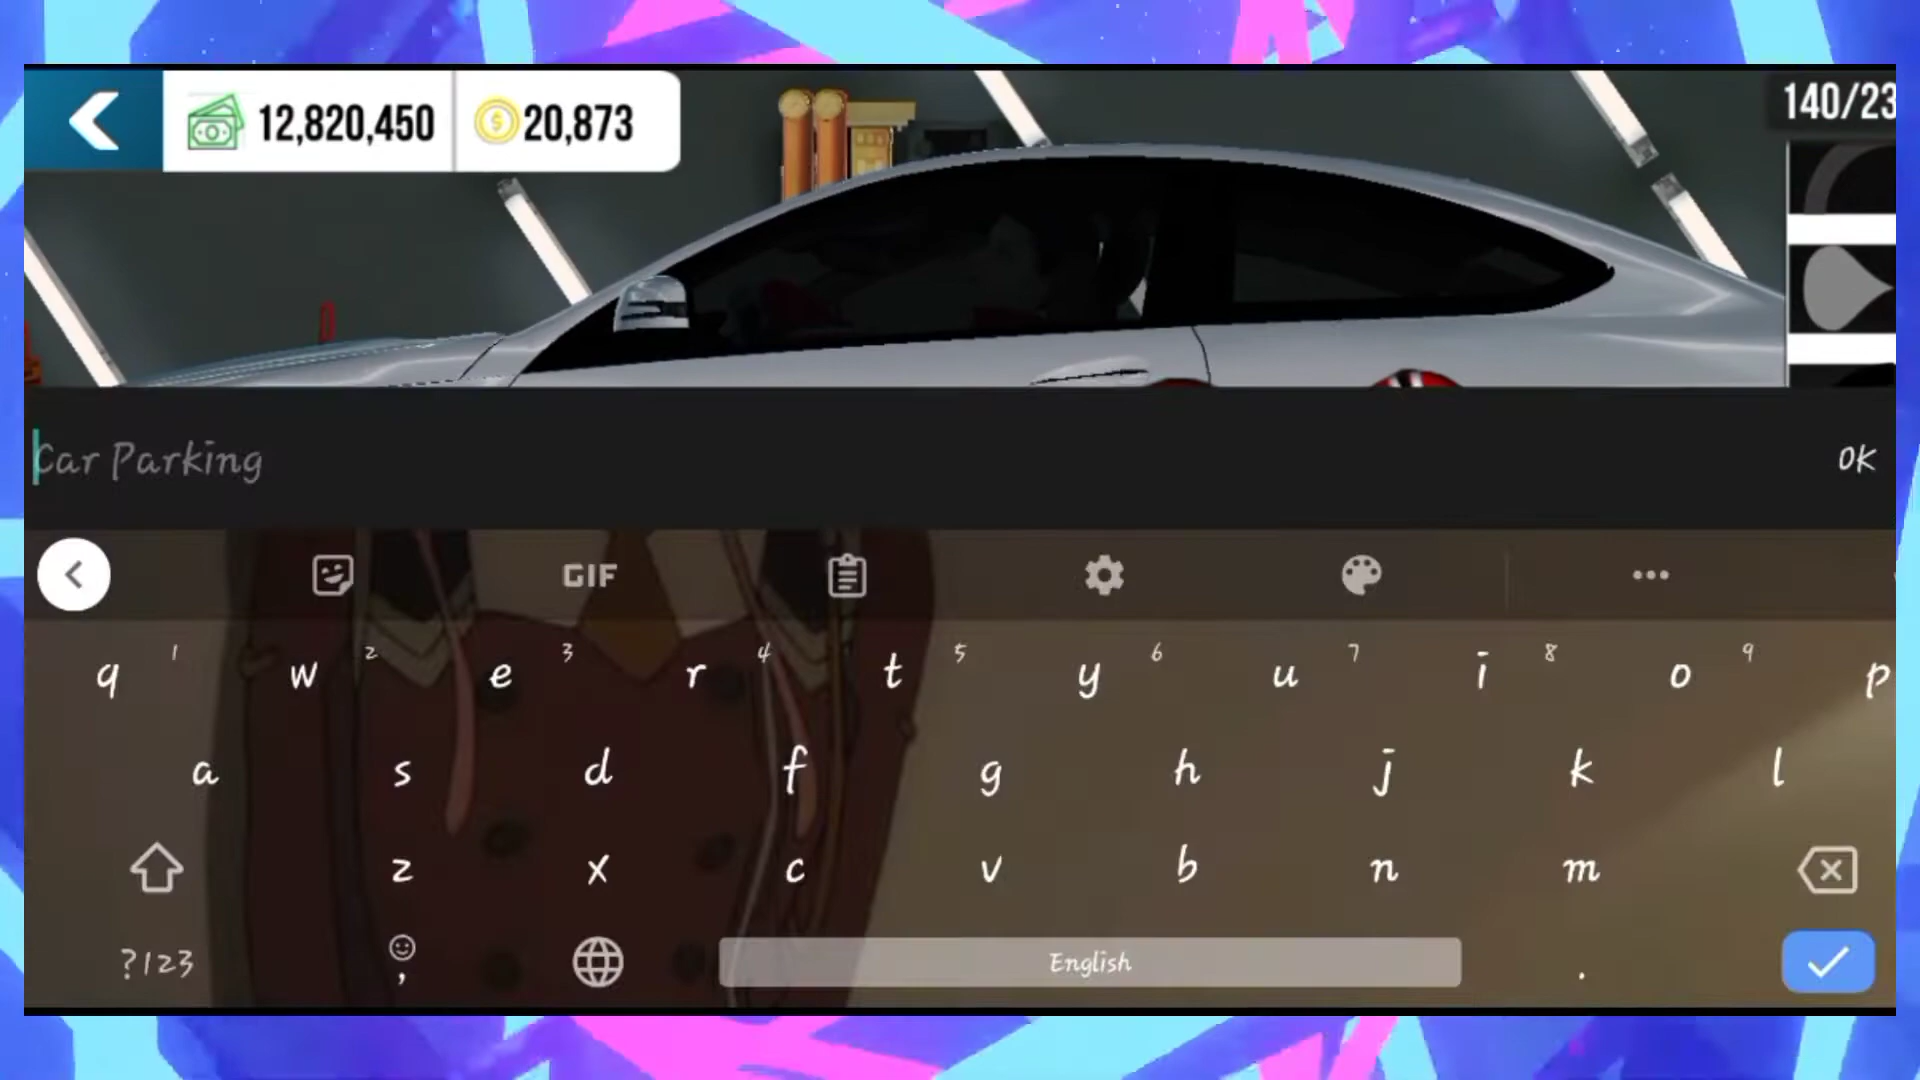 12,820,450 20,873
140/23
Car Parking OK
GIF
1 2 3 4 5 6 7 8 9
q w e r t y u i o p
a s d f g h j k l
z x c v b n m
?123 , English .